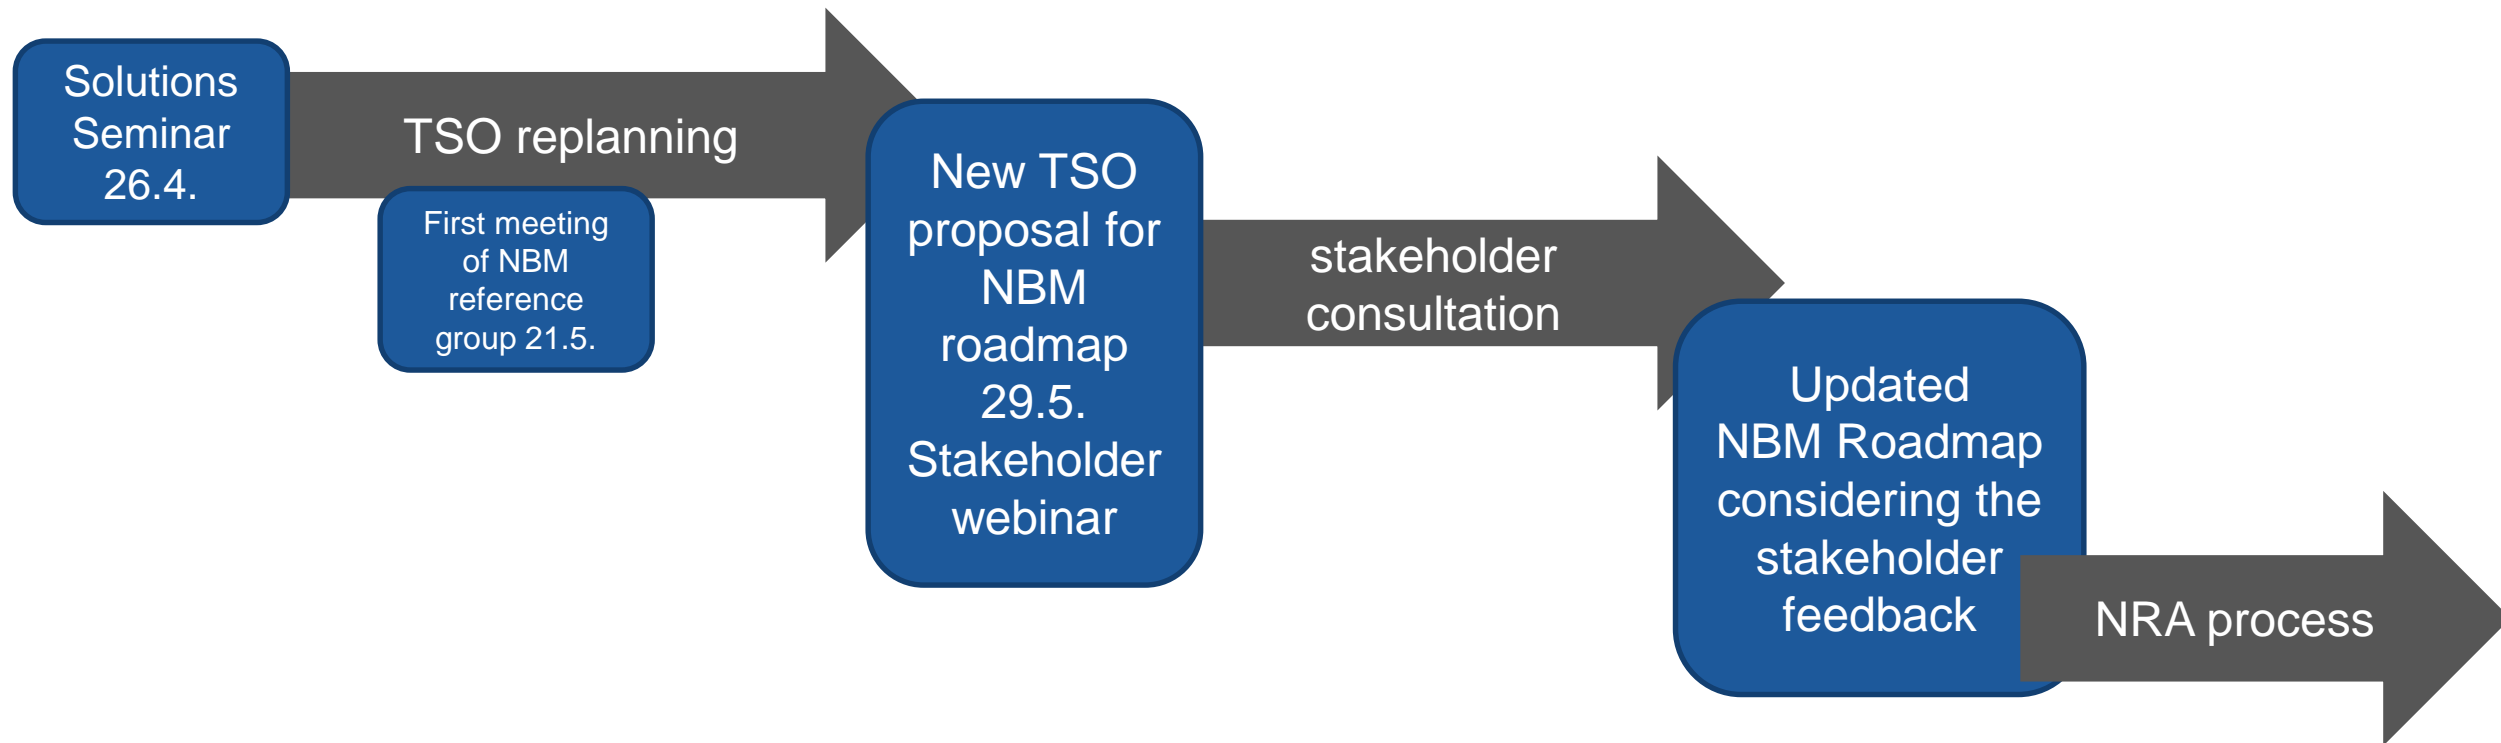 Solutions
Seminar
26.4.
TSO replanning
First meeting
of NBM
reference
group 21.5.
New TSO
proposal for
NBM
roadmap
29.5.
Stakeholder
webinar
stakeholder
consultation
Updated
NBM Roadmap
considering the
stakeholder
feedback
NRA process